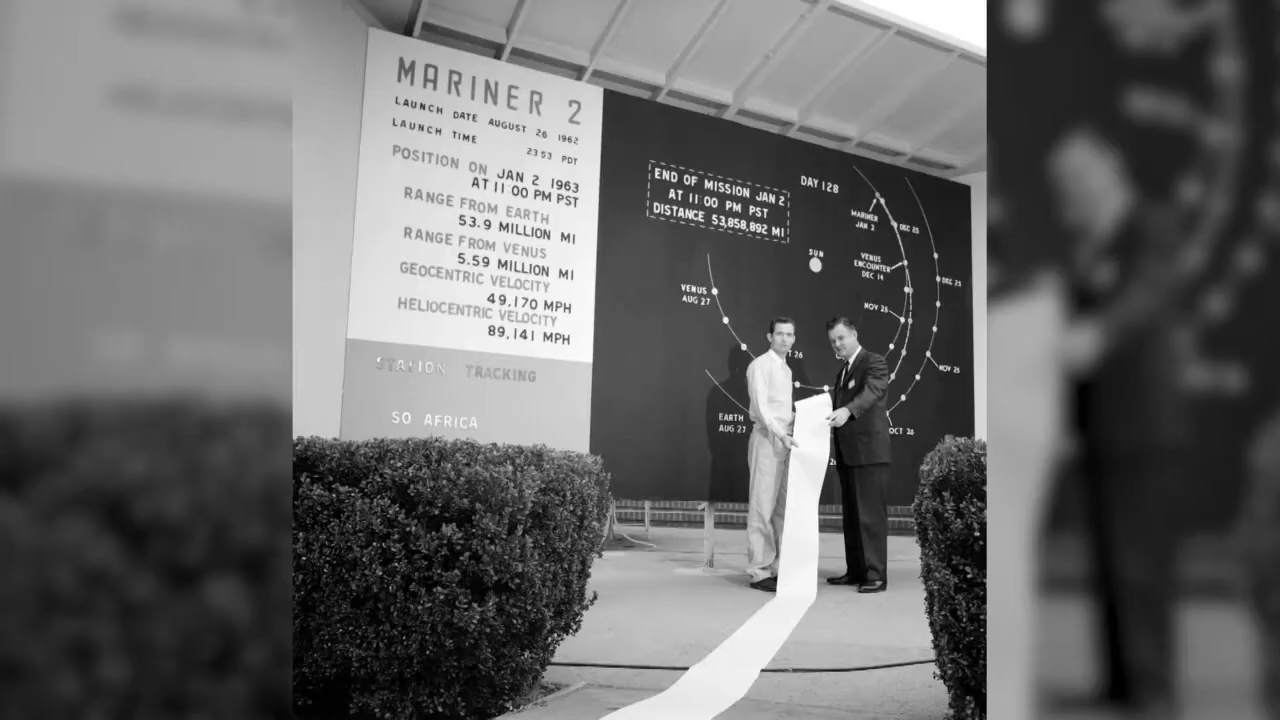 MARINER 2
LAUNCH DATE AUGUST 26 1962
LAUNCH TIME 23 53 PDT
POSITION ON JAN 2 1963
AT 11 00 PM PST
RANGE FROM EARTH
53.9 MILLION MI
RANGE FROM VENUS
5.59 MILLION MI
GEOCENTRIC VELOCITY
49,170 MPH
HELIOCENTRIC VELOCITY
89,141 MPH
STATION TRACKING
SO AFRICA
END OF MISSION JAN 2
AT 11 00 PM PST
DISTANCE 53,858,892 MI
DAY 128
MARINER
JAN 2
DEC 25
SUN
VENUS
ENCOUNTER
DEC 14
DEC 25
VENUS
AUG 27
NOV 25
T 26
NOV 25
EARTH
AUG 27
OCT 26